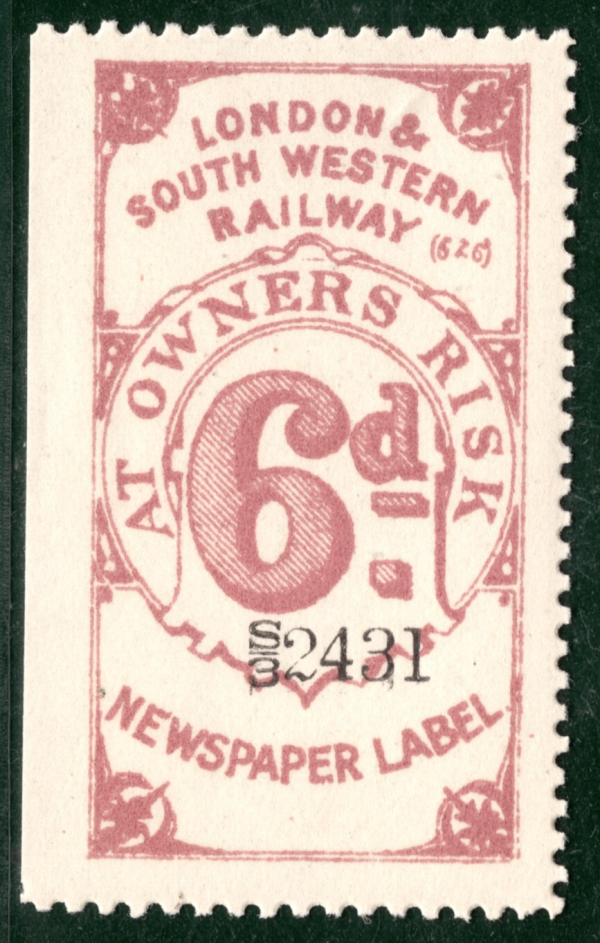 LONDON &
SOUTH WESTERN
RAILWAY
(626)
AT OWNERS RISK
6d.
S/3 2431
NEWSPAPER LABEL.